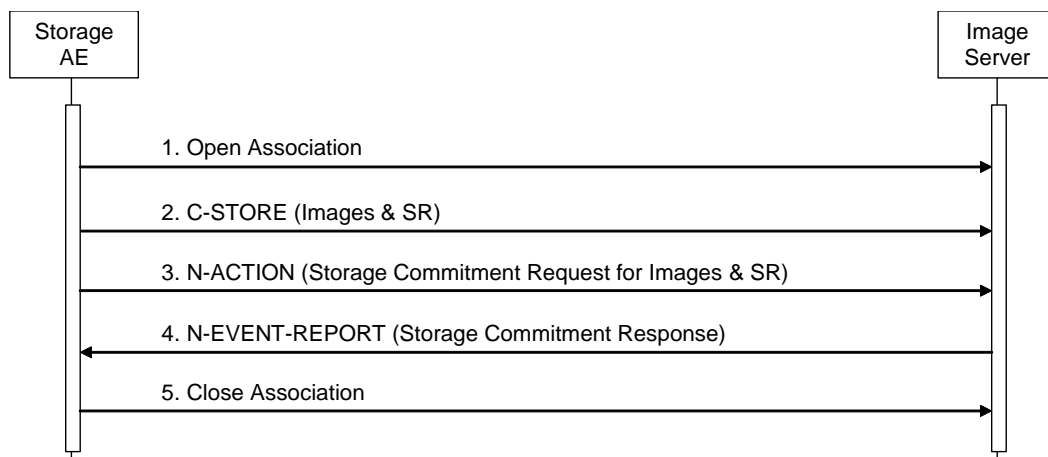 Storage
AE
Image
Server
1. Open Association
2. C-STORE (Images & SR)
3. N-ACTION (Storage Commitment Request for Images & SR)
4. N-EVENT-REPORT (Storage Commitment Response)
5. Close Association